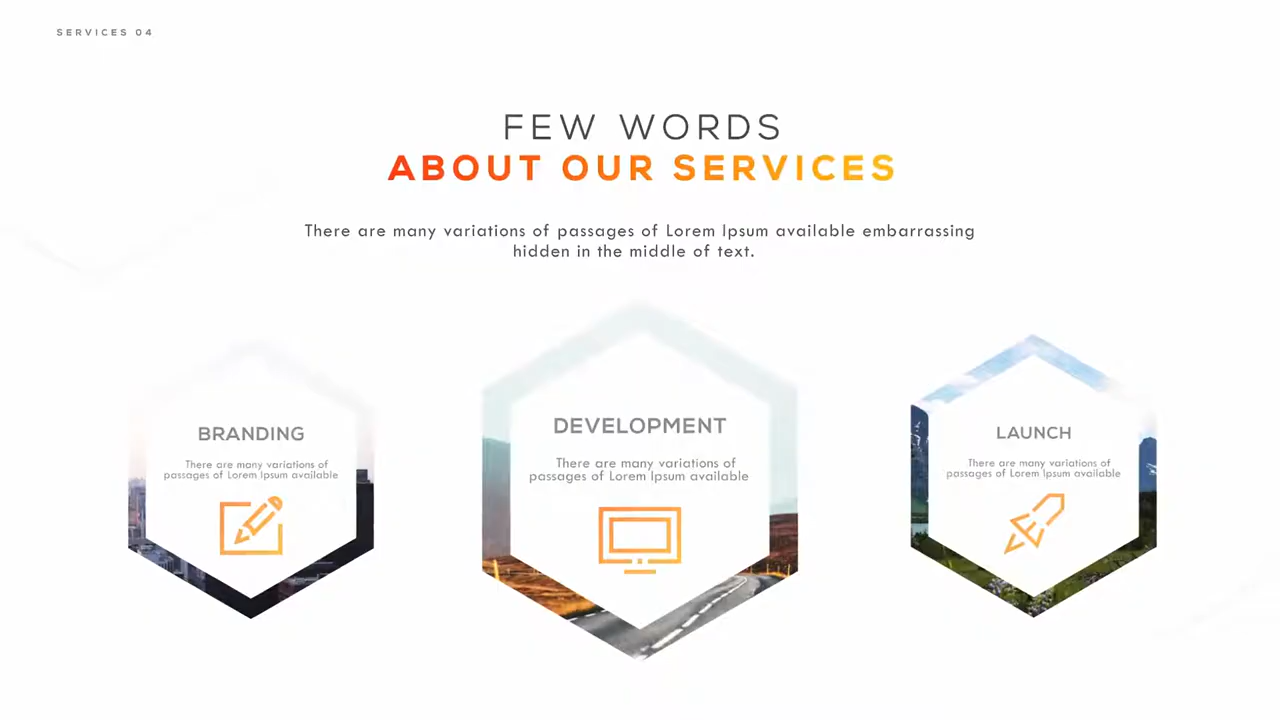 SERVICES 04
FEW WORDS
ABOUT OUR SERVICES
There are many variations of passages of Lorem Ipsum available embarrassing
hidden in the middle of text.
BRANDING
There are many variations of
passages of Lorem Ipsum available
DEVELOPMENT
There are many variations of
passages of Lorem Ipsum available
LAUNCH
There are many variations of
passages of Lorem Ipsum available